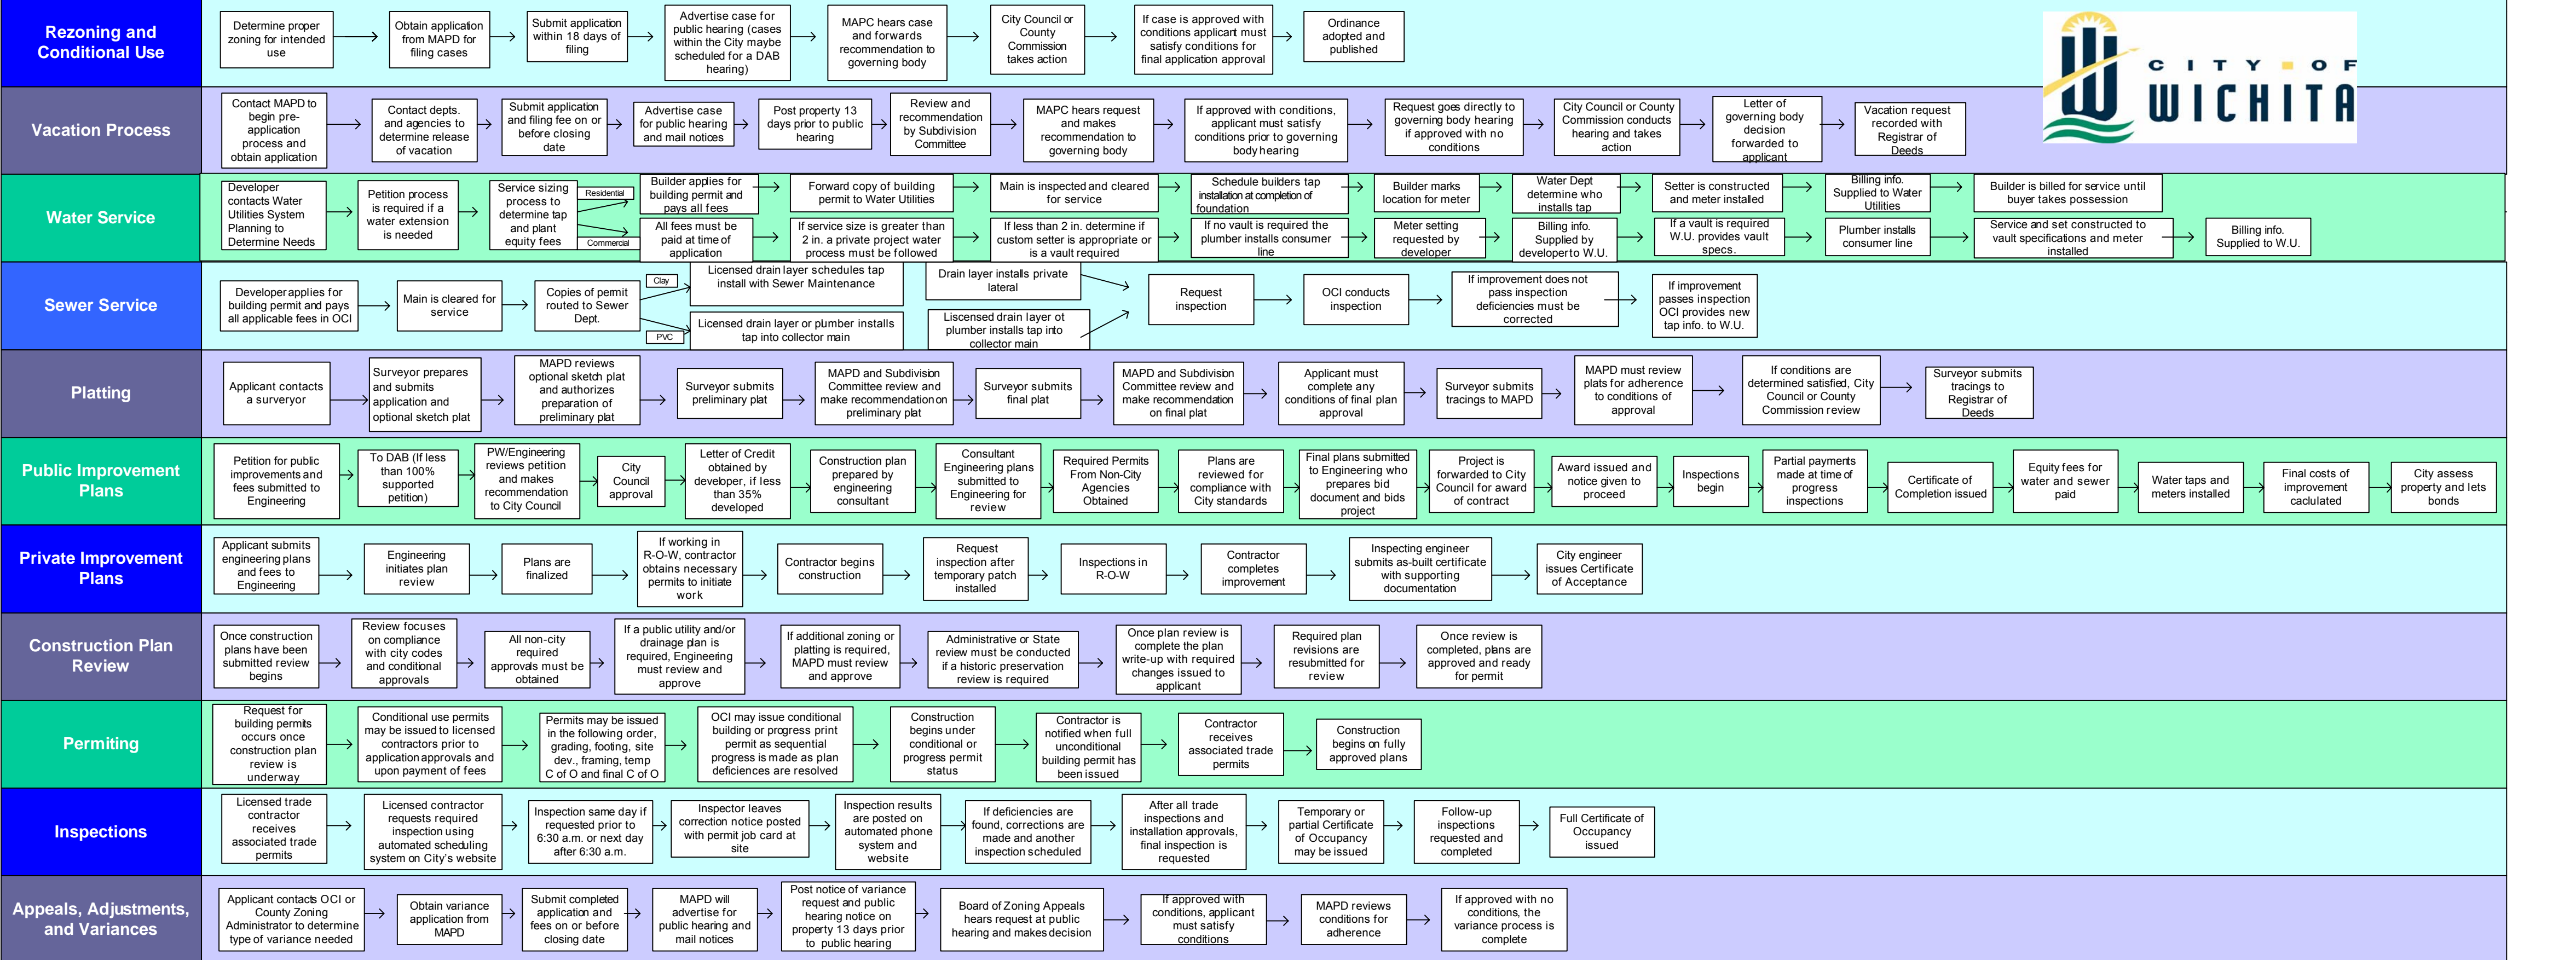 Rezoning and
Conditional Use
Determine proper
zoning for intended
use
Obtain application
from MAPD for
filing cases
Submit application
within 18 days of
filing
Advertise case for
public hearing (cases
within the City maybe
scheduled for a DAB
hearing)
MAPC hears case
and forwards
recommendation to
governing body
City Council or
County
Commission
takes action
If case is approved with
conditions applicant must
satisfy conditions for
final application approval
Ordinance
adopted and
published
CITY OF
WICHITA
Vacation Process
Contact MAPD to
begin pre-
application
process and
obtain application
Contact depts.
and agencies to
determine release
of vacation
Submit application
and filing fee on or
before closing
date
Advertise case
for public hearing
and mail notices
Post property 13
days prior to public
hearing
Review and
recommendation
by Subdivision
Committee
MAPC hears request
and makes
recommendation to
governing body
If approved with conditions,
applicant must satisfy
conditions prior to governing
body hearing
Request goes directly to
governing body hearing
if approved with no
conditions
City Council or County
Commission conducts
hearing and takes
action
Letter of
governing body
decision
forwarded to
applicant
Vacation request
recorded with
Registrar of
Deeds
Water Service
Developer
contacts Water
Utilities System
Planning to
Determine Needs
Petition process
is required if a
water extension
is needed
Service sizing
process to
determine tap
and plant
equity fees
Residential
Builder applies for
building permit and
pays all fees
Forward copy of building
permit to Water Utilities
Main is inspected and cleared
for service
Schedule builders tap
installation at completion of
foundation
Builder marks
location for meter
Water Dept
determine who
installs tap
Setter is constructed
and meter installed
Billing info.
Supplied to Water
Utilities
Builder is billed for service until
buyer takes possession
Commercial
All fees must be
paid at time of
application
If service size is greater than
2 in. a private project water
process must be followed
If less than 2 in. determine if
custom setter is appropriate or
is a vault required
If no vault is required the
plumber installs consumer
line
Meter setting
requested by
developer
Billing info.
Supplied by
developer to W.U.
If a vault is required
W.U. provides vault
specs.
Plumber installs
consumer line
Service and set constructed to
vault specifications and meter
installed
Billing info.
Supplied to W.U.
Sewer Service
Developer applies for
building permit and pays
all applicable fees in OCI
Main is cleared for
service
Copies of permit
routed to Sewer
Dept.
Clay
Licensed drain layer schedules tap
install with Sewer Maintenance
Drain layer installs private
lateral
PVC
Licensed drain layer or plumber installs
tap into collector main
Liscensed drain layer ot
plumber installs tap into
collector main
Request
inspection
OCI conducts
inspection
If improvement does not
pass inspection
deficiencies must be
corrected
If improvement
passes inspection
OCI provides new
tap info. to W.U.
Platting
Applicant contacts
a surveryor
Surveyor prepares
and submits
application and
optional sketch plat
MAPD reviews
optional sketch plat
and authorizes
preparation of
preliminary plat
Surveyor submits
preliminary plat
MAPD and Subdivision
Committee review and
make recommendation on
preliminary plat
Surveyor submits
final plat
MAPD and Subdivision
Committee review and
make recommendation
on final plat
Applicant must
complete any
conditions of final plan
approval
Surveyor submits
tracings to MAPD
MAPD must review
plats for adherence
to conditions of
approval
If conditions are
determined satisfied, City
Council or County
Commission review
Surveyor submits
tracings to
Registrar of
Deeds
Public Improvement
Plans
Petition for public
improvements and
fees submitted to
Engineering
To DAB (If less
than 100%
supported
petition)
PW/Engineering
reviews petition
and makes
recommendation
to City Council
City
Council
approval
Letter of Credit
obtained by
developer, if less
than 35%
developed
Construction plan
prepared by
engineering
consultant
Consultant
Engineering plans
submitted to
Engineering for
review
Required Permits
From Non-City
Agencies
Obtained
Plans are
reviewed for
compliance with
City standards
Final plans submitted
to Engineering who
prepares bid
document and bids
project
Project is
forwarded to City
Council for award
of contract
Award issued and
notice given to
proceed
Inspections
begin
Partial payments
made at time of
progress
inspections
Certificate of
Completion issued
Equity fees for
water and sewer
paid
Water taps and
meters installed
Final costs of
improvement
caclulated
City assess
property and lets
bonds
Private Improvement
Plans
Applicant submits
engineering plans
and fees to
Engineering
Engineering
initiates plan
review
Plans are
finalized
If working in
R-O-W, contractor
obtains necessary
permits to initiate
work
Contractor begins
construction
Request
inspection after
temporary patch
installed
Inspections in
R-O-W
Contractor
completes
improvement
Inspecting engineer
submits as-built certificate
with supporting
documentation
City engineer
issues Certificate
of Acceptance
Construction Plan
Review
Once construction
plans have been
submitted review
begins
Review focuses
on compliance
with city codes
and conditional
approvals
All non-city
required
approvals must be
obtained
If a public utility and/or
drainage plan is
required, Engineering
must review and
approve
If additional zoning or
platting is required,
MAPD must review
and approve
Administrative or State
review must be conducted
if a historic preservation
review is required
Once plan review is
complete the plan
write-up with required
changes issued to
applicant
Required plan
revisions are
resubmitted for
review
Once review is
completed, plans are
approved and ready
for permit
Permiting
Request for
building permits
occurs once
construction plan
review is
underway
Conditional use permits
may be issued to licensed
contractors prior to
application approvals and
upon payment of fees
Permits may be issued
in the following order,
grading, footing, site
dev., framing, temp
C of O and final C of O
OCI may issue conditional
building or progress print
permit as sequential
progress is made as plan
deficiences are resolved
Construction
begins under
conditional or
progress permit
status
Contractor is
notified when full
unconditional
building permit has
been issued
Contractor
receives
associated trade
permits
Construction
begins on fully
approved plans
Inspections
Licensed trade
contractor
receives
associated trade
permits
Licensed contractor
requests required
inspection using
automated scheduling
system on City's website
Inspection same day if
requested prior to
6:30 a.m. or next day
after 6:30 a.m.
Inspector leaves
correction notice posted
with permit job card at
site
Inspection results
are posted on
automated phone
system and
website
If deficiencies are
found, corrections are
made and another
inspection scheduled
After all trade
inspections and
installation approvals,
final inspection is
requested
Temporary or
partial Certificate
of Occupancy
may be issued
Follow-up
inspections
requested and
completed
Full Certificate of
Occupancy
issued
Appeals, Adjustments,
and Variances
Applicant contacts OCI or
County Zoning
Administrator to determine
type of variance needed
Obtain variance
application from
MAPD
Submit completed
application and
fees on or before
closing date
MAPD will
advertise for
public hearing and
mail notices
Post notice of variance
request and public
hearing notice on
property 13 days prior
to public hearing
Board of Zoning Appeals
hears request at public
hearing and makes decision
If approved with
conditions, applicant
must satisfy
conditions
MAPD reviews
conditions for
adherence
If approved with no
conditions, the
variance process is
complete